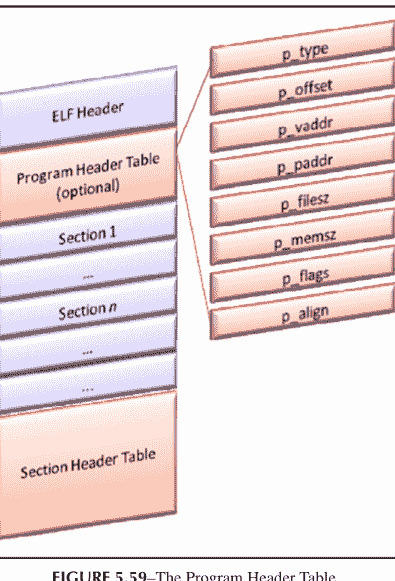 ELF Header
Program Header Table
(optional)
Section 1
...
Section n
...
...
Section Header Table
p_type
p_offset
p_vaddr
p_paddr
p_filesz
p_memsz
p_flags
p_align
FIGURE 5.59–The Program Header Table